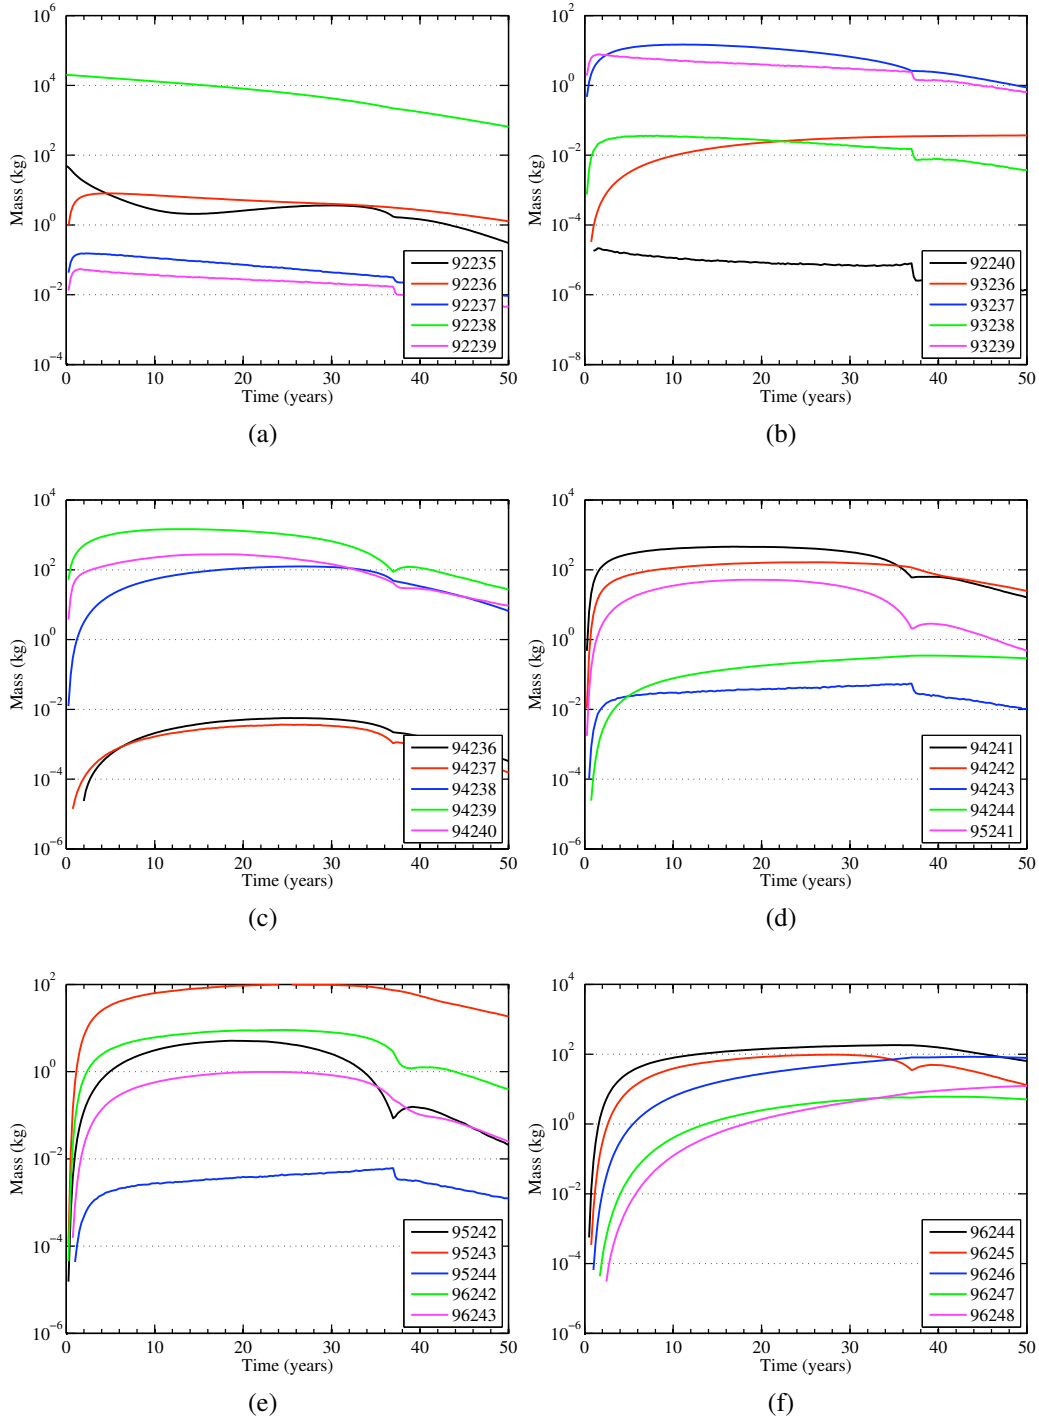 10^6
10^4
10^2
10^0
10^-2
10^-4
Mass (kg)
0 10 20 30 40 50
Time (years)
92235
92236
92237
92238
92239
(a)
10^2
10^0
10^-2
10^-4
10^-6
10^-8
Mass (kg)
0 10 20 30 40 50
Time (years)
92240
93236
93237
93238
93239
(b)
10^4
10^2
10^0
10^-2
10^-4
10^-6
Mass (kg)
0 10 20 30 40 50
Time (years)
94236
94237
94238
94239
94240
(c)
10^4
10^2
10^0
10^-2
10^-4
10^-6
Mass (kg)
0 10 20 30 40 50
Time (years)
94241
94242
94243
94244
95241
(d)
10^2
10^0
10^-2
10^-4
10^-6
Mass (kg)
0 10 20 30 40 50
Time (years)
95242
95243
95244
96242
96243
(e)
10^4
10^2
10^0
10^-2
10^-4
10^-6
Mass (kg)
0 10 20 30 40 50
Time (years)
96244
96245
96246
96247
96248
(f)